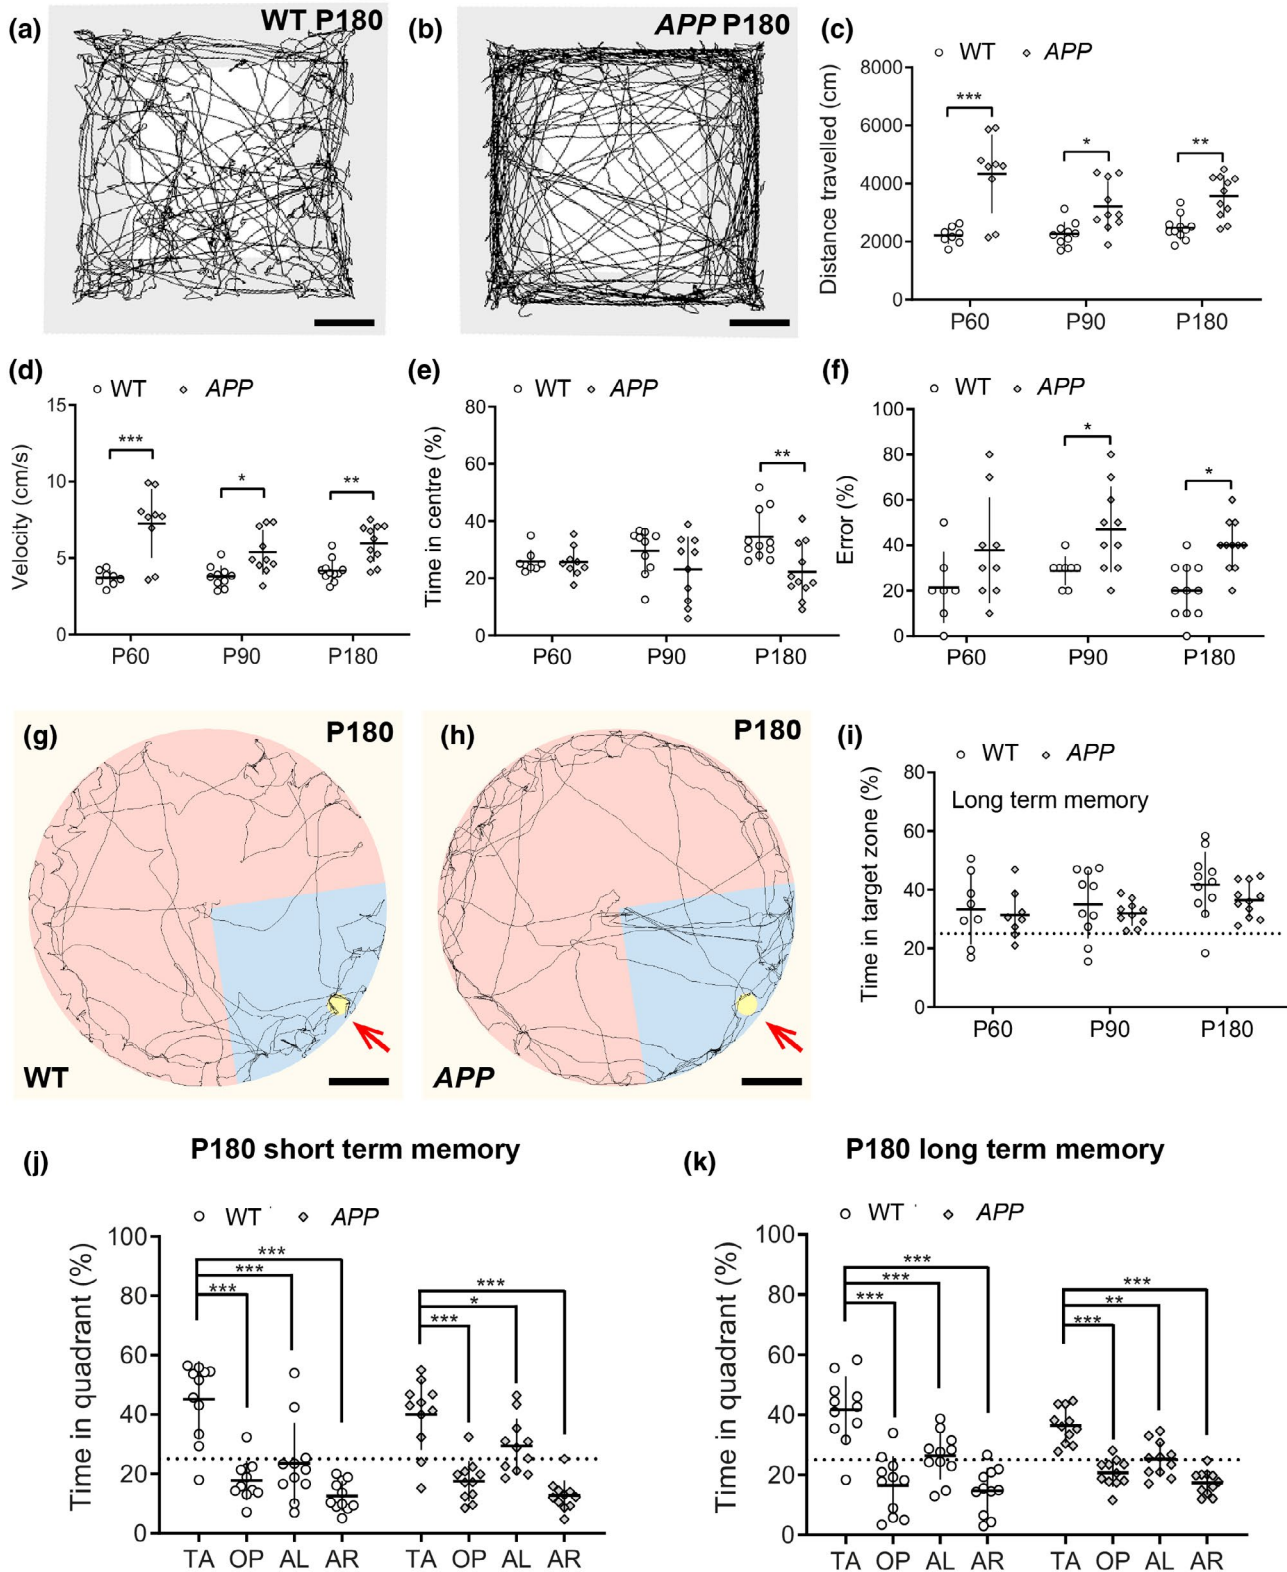 (a)
WT P180
(b)
APP P180
(c)
WT APP
Distance travelled (cm)
8000
6000
4000
2000
0
***
*
**
P60 P90 P180
(d)
WT APP
Velocity (cm/s)
15
10
5
0
***
*
**
P60 P90 P180
(e)
WT APP
Time in centre (%)
80
60
40
20
0
**
P60 P90 P180
(f)
WT APP
Error (%)
100
80
60
40
20
0
*
*
P60 P90 P180
(g)
P180
WT
(h)
P180
APP
(i)
WT APP
Long term memory
Time in target zone (%)
80
60
40
20
0
P60 P90 P180
(j)
P180 short term memory
WT APP
Time in quadrant (%)
100
80
60
40
20
0
***
***
***
***
*
***
TA OP AL AR TA OP AL AR
(k)
P180 long term memory
WT APP
Time in quadrant (%)
100
80
60
40
20
0
***
***
***
***
**
***
TA OP AL AR TA OP AL AR